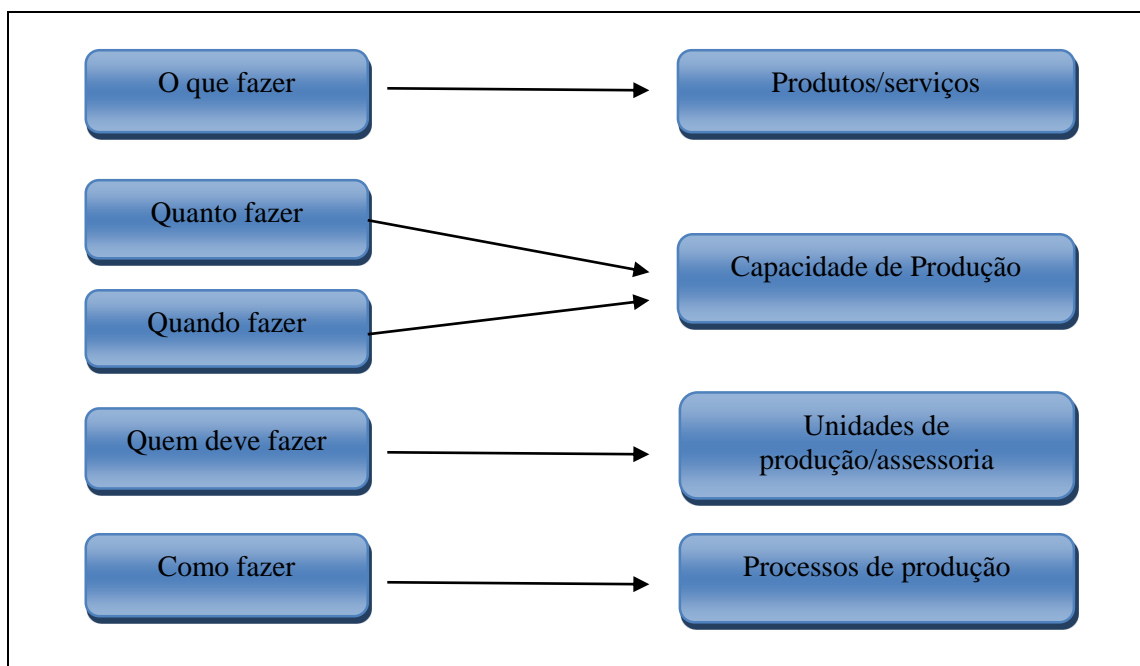 O que fazer
Produtos/serviços
Quanto fazer
Capacidade de Produção
Quando fazer
Quem deve fazer
Unidades de
produção/assessoria
Como fazer
Processos de produção